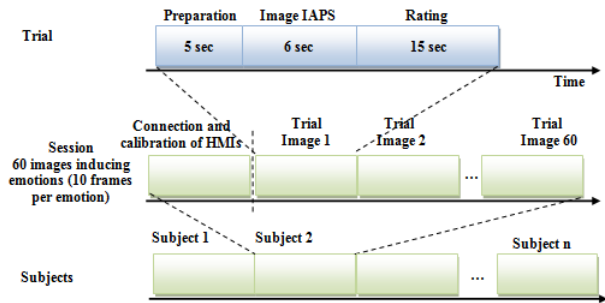 Preparation Image IAPS Rating
Trial
5 sec 6 sec 15 sec
Time
Connection and
calibration of HMIs
Trial
Image 1
Trial
Image 2
Trial
Image 60
Session
60 images inducing
emotions (10 frames
per emotion)
...
Subject 1 Subject 2 Subject n
Subjects
...